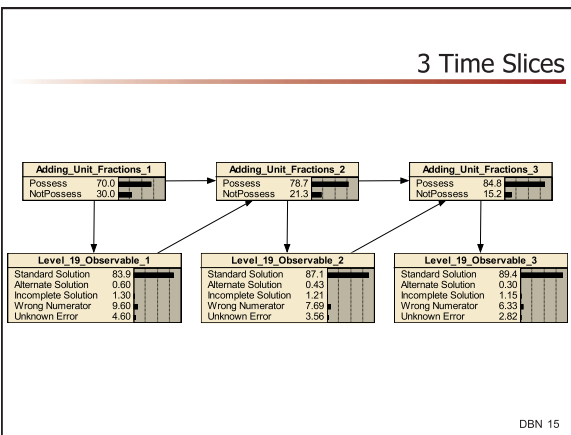 3 Time Slices
Adding_Unit_Fractions_1
Possess 70.0
NotPossess 30.0
Adding_Unit_Fractions_2
Possess 78.7
NotPossess 21.3
Adding_Unit_Fractions_3
Possess 84.8
NotPossess 15.2
Level_19_Observable_1
Standard Solution 83.9
Alternate Solution 0.60
Incomplete Solution 1.30
Wrong Numerator 9.60
Unknown Error 4.60
Level_19_Observable_2
Standard Solution 87.1
Alternate Solution 0.43
Incomplete Solution 1.21
Wrong Numerator 7.69
Unknown Error 3.56
Level_19_Observable_3
Standard Solution 89.4
Alternate Solution 0.30
Incomplete Solution 1.15
Wrong Numerator 6.33
Unknown Error 2.82
DBN 15